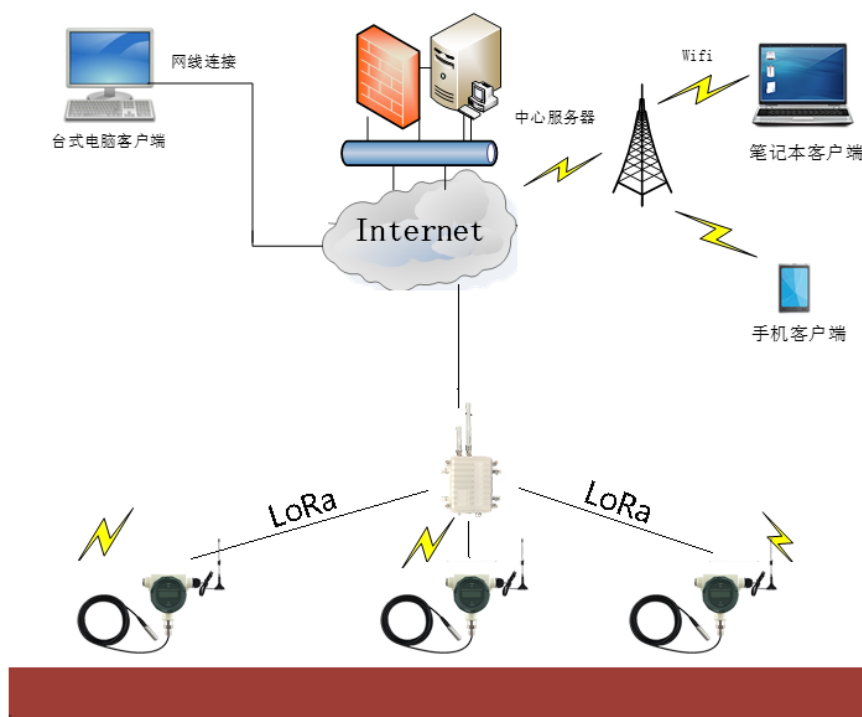 网线连接
Wifi
中心服务器
台式电脑客户端
笔记本客户端
Internet
手机客户端
LoRa
LoRa